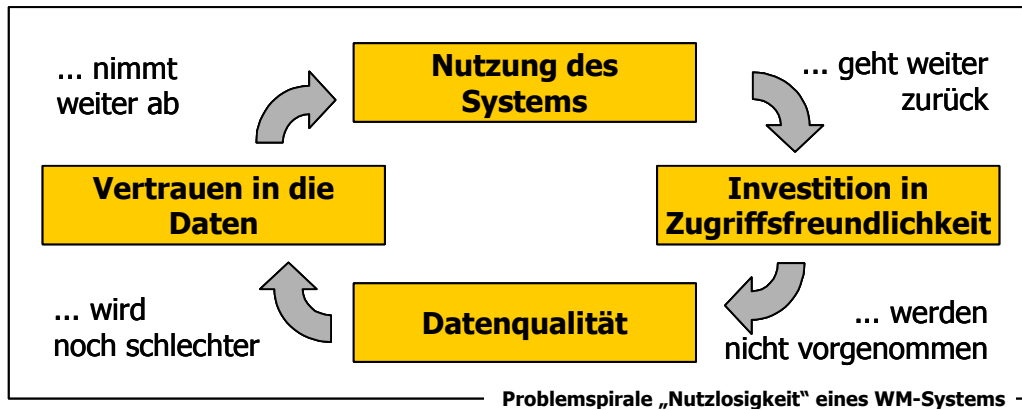 Nutzung des
Systems
... geht weiter
zurück
Investition in
Zugriffsfreundlichkeit
... werden
nicht vorgenommen
Datenqualität
... wird
noch schlechter
Vertrauen in die
Daten
... nimmt
weiter ab
Problemspirale „Nutzlosigkeit“ eines WM-Systems